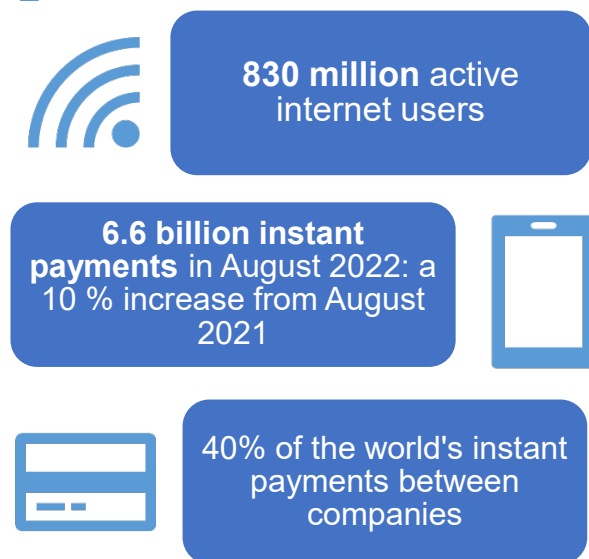 830 million active
internet users
6.6 billion instant
payments in August 2022: a
10 % increase from August
2021
40% of the world's instant
payments between
companies